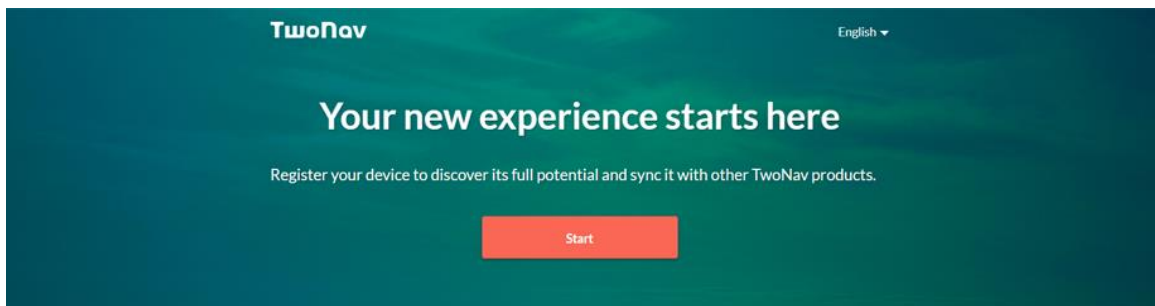 TwoNav
English
Your new experience starts here
Register your device to discover its full potential and sync it with other TwoNav products.
Start